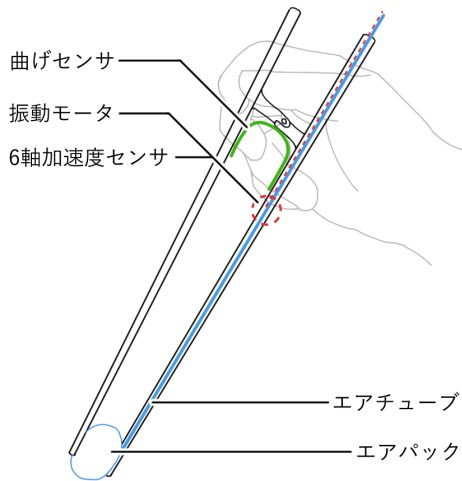 曲げセンサ
振動モータ
6軸加速度センサ
エアチューブ
エアパック